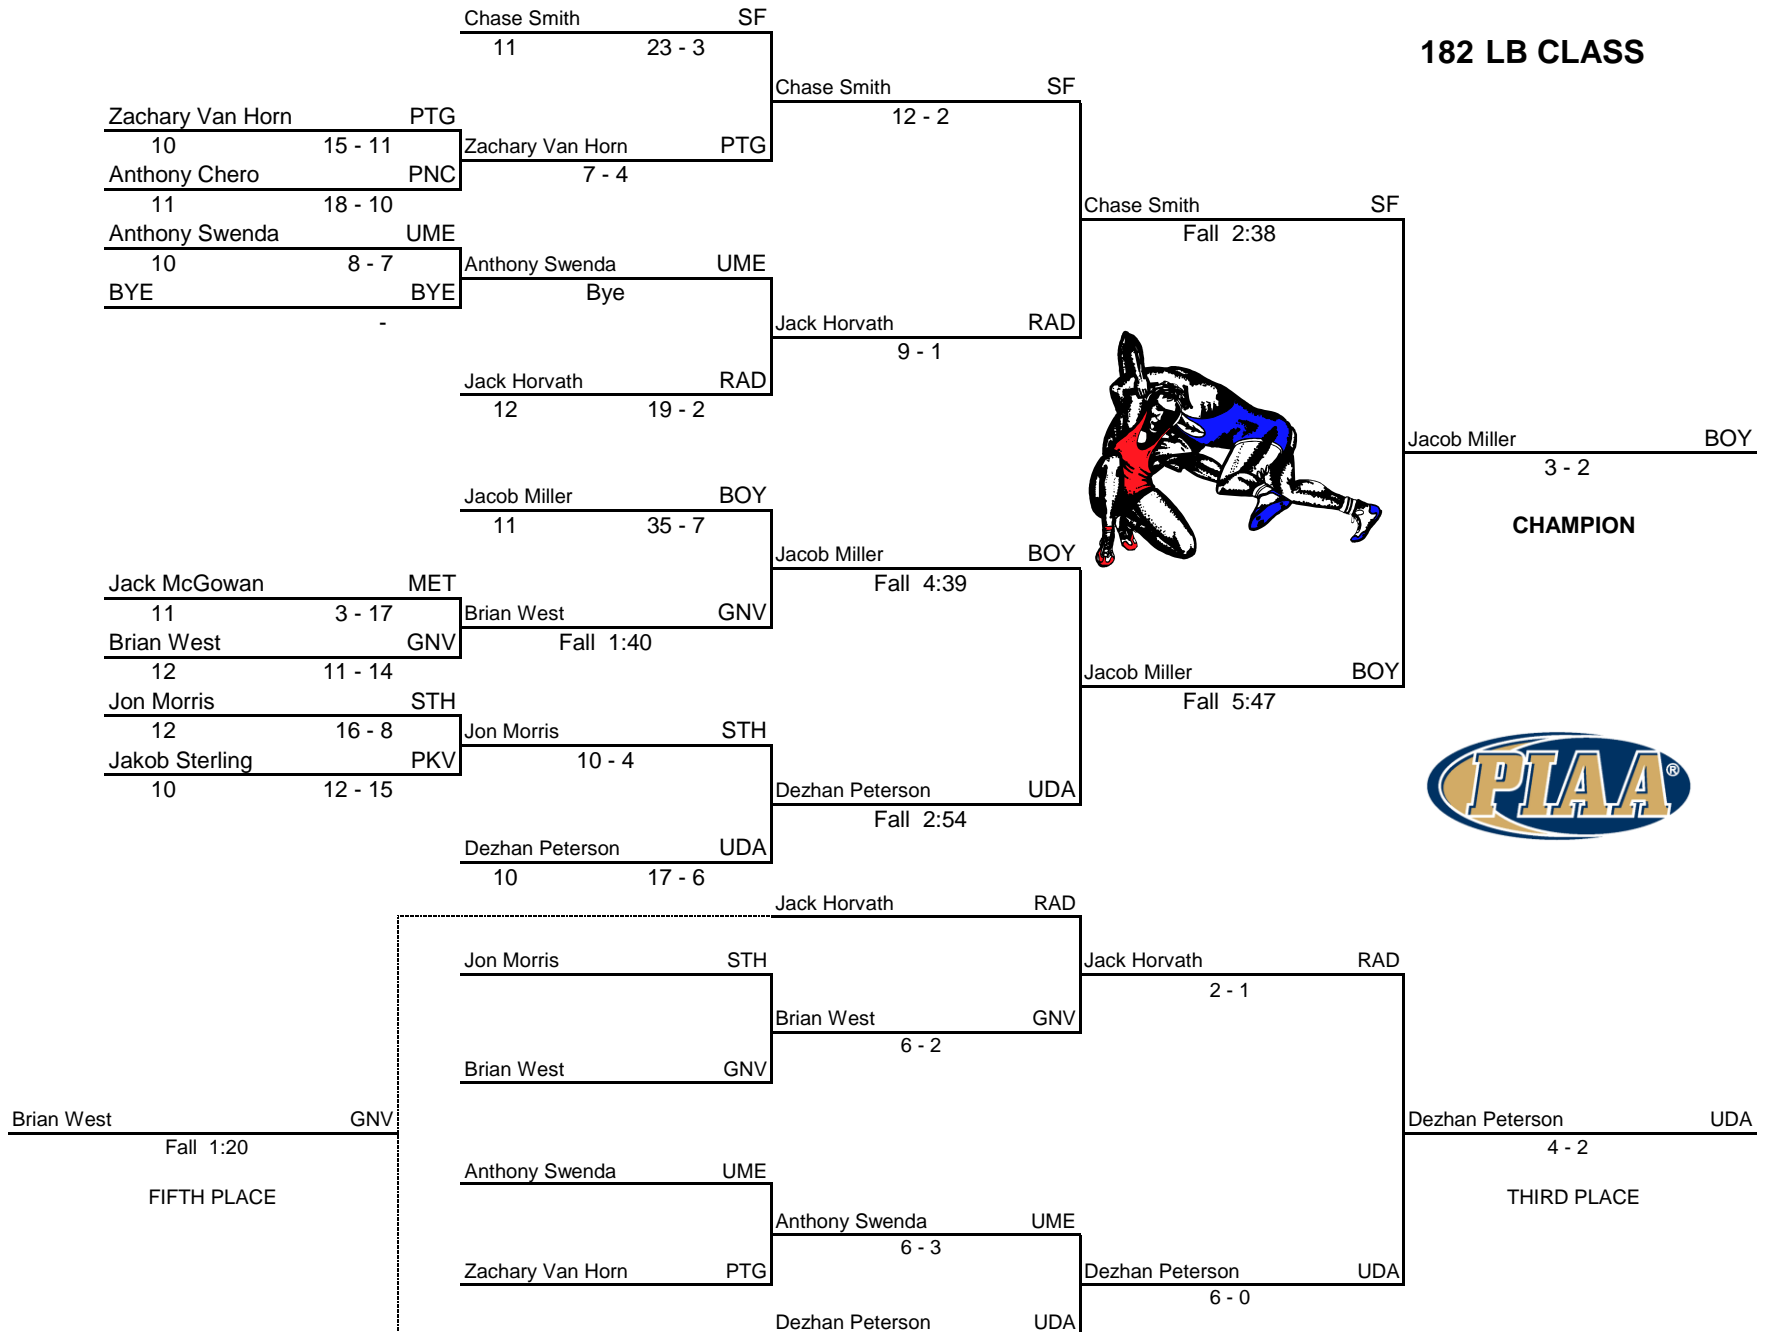 Chase Smith SF
11 23 - 3
182 LB CLASS
Chase Smith SF
12 - 2
Zachary Van Horn PTG
10 15 - 11
Zachary Van Horn PTG
7 - 4
Anthony Chero PNC
11 18 - 10
Chase Smith SF
Fall 2:38
Anthony Swenda UME
10 8 - 7
Anthony Swenda UME
Bye
BYE BYE
-
Jack Horvath RAD
9 - 1
Jack Horvath RAD
12 19 - 2
Jacob Miller BOY
3 - 2
CHAMPION
Jacob Miller BOY
11 35 - 7
Jacob Miller BOY
Fall 4:39
Jack McGowan MET
11 3 - 17
Brian West GNV
Fall 1:40
Brian West GNV
12 11 - 14
Jacob Miller BOY
Fall 5:47
Jon Morris STH
12 16 - 8
Jon Morris STH
10 - 4
Jakob Sterling PKV
10 12 - 15
PIAA®
Dezhan Peterson UDA
Fall 2:54
Dezhan Peterson UDA
10 17 - 6
Jack Horvath RAD
Jon Morris STH
Jack Horvath RAD
2 - 1
Brian West GNV
6 - 2
Brian West GNV
Brian West GNV
Fall 1:20
FIFTH PLACE
Dezhan Peterson UDA
4 - 2
THIRD PLACE
Anthony Swenda UME
Anthony Swenda UME
6 - 3
Zachary Van Horn PTG
Dezhan Peterson UDA
6 - 0
Dezhan Peterson UDA